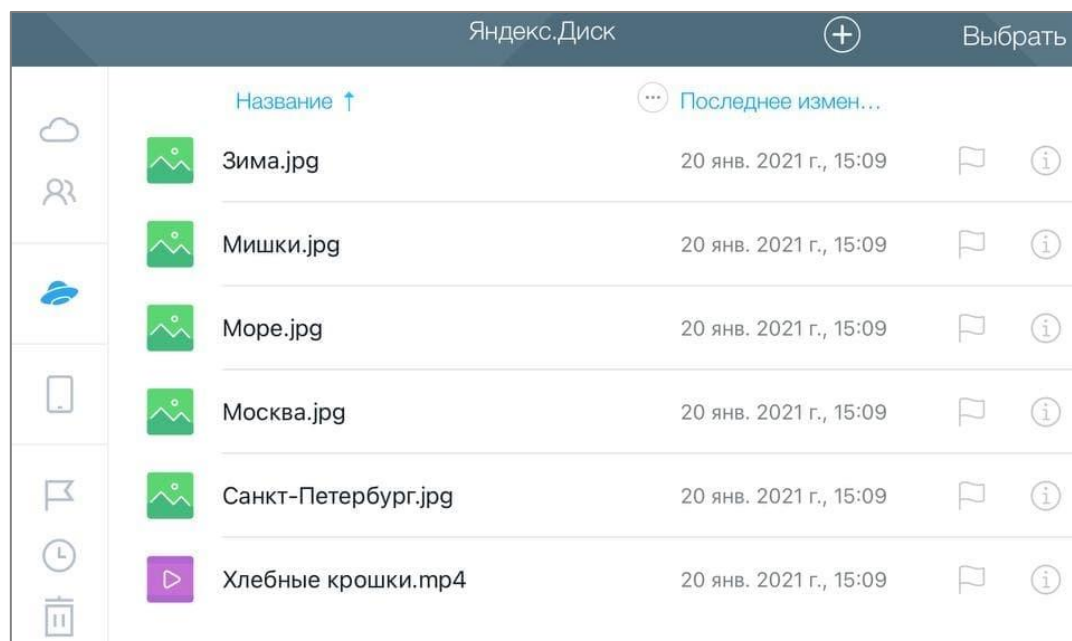 Яндекс.Диск Выбрать
Название ↑ Последнее измен...
Зима.jpg 20 янв. 2021 г., 15:09
Мишки.jpg 20 янв. 2021 г., 15:09
Море.jpg 20 янв. 2021 г., 15:09
Москва.jpg 20 янв. 2021 г., 15:09
Санкт-Петербург.jpg 20 янв. 2021 г., 15:09
Хлебные крошки.mp4 20 янв. 2021 г., 15:09